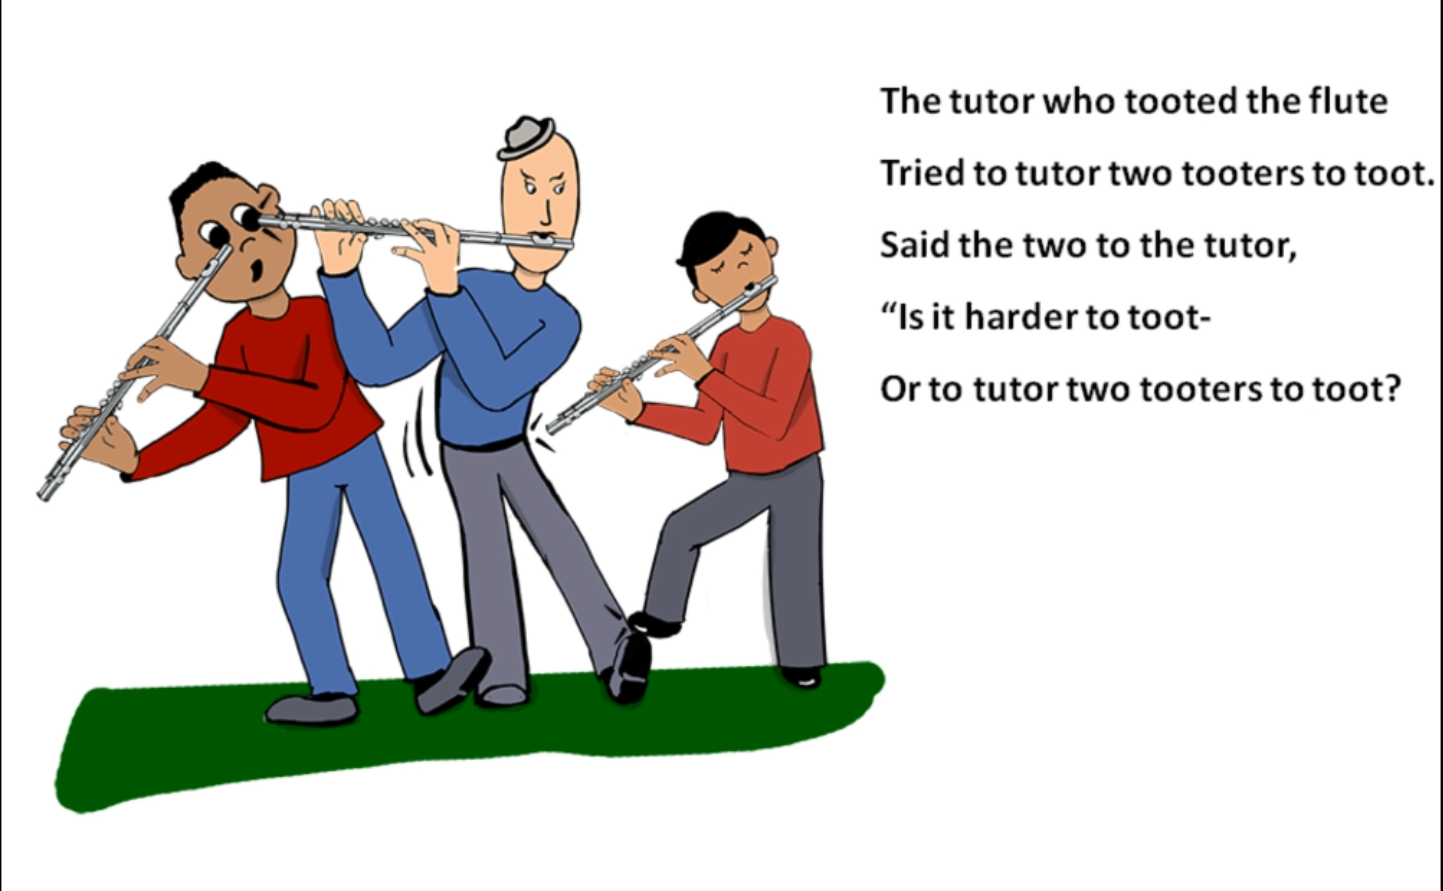 The tutor who tooted the flute
Tried to tutor two tooters to toot.
Said the two to the tutor,
“Is it harder to toot-
Or to tutor two tooters to toot?